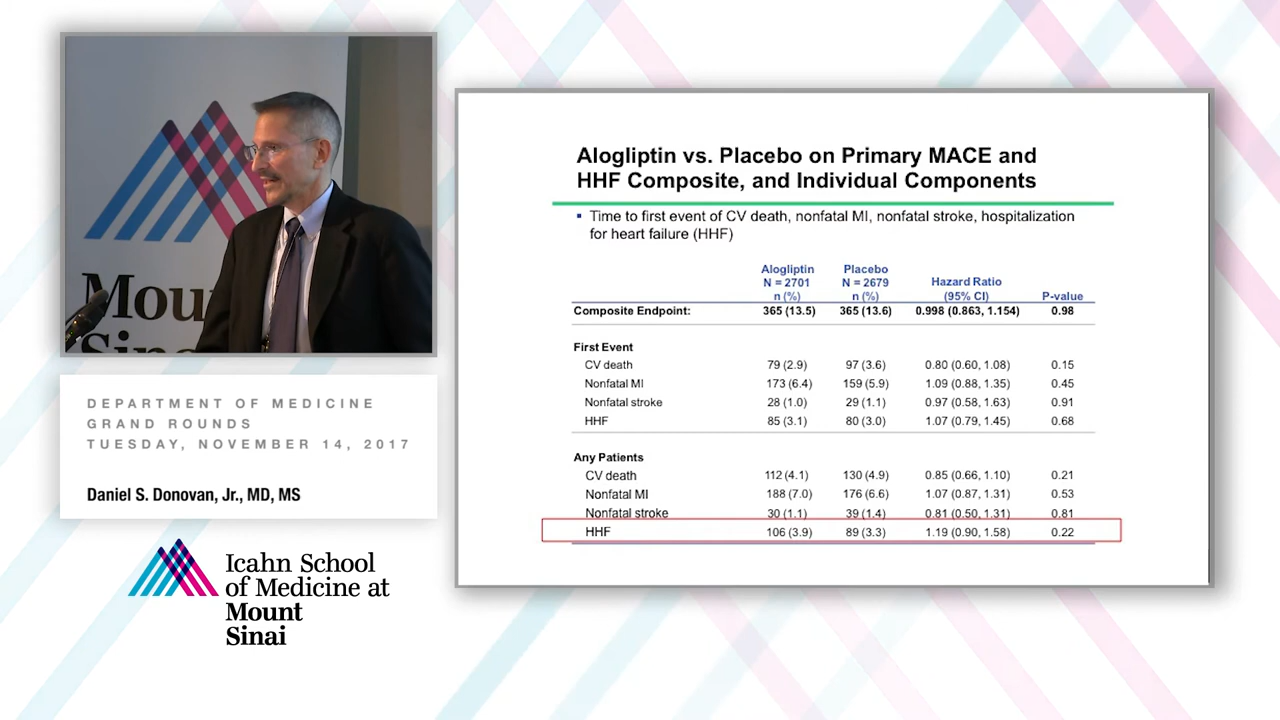 Mount
Sinai
DEPARTMENT OF MEDICINE
GRAND ROUNDS
TUESDAY, NOVEMBER 14, 2017
Daniel S. Donovan, Jr., MD, MS
Icahn School
of Medicine at
Mount
Sinai
Alogliptin vs. Placebo on Primary MACE and
HHF Composite, and Individual Components
▪ Time to first event of CV death, nonfatal MI, nonfatal stroke, hospitalization
for heart failure (HHF)
Alogliptin Placebo
N = 2701 N = 2679 Hazard Ratio
n (%) n (%) (95% CI) P-value
Composite Endpoint: 365 (13.5) 365 (13.6) 0.998 (0.863, 1.154) 0.98
First Event
CV death 79 (2.9) 97 (3.6) 0.80 (0.60, 1.08) 0.15
Nonfatal MI 173 (6.4) 159 (5.9) 1.09 (0.88, 1.35) 0.45
Nonfatal stroke 28 (1.0) 29 (1.1) 0.97 (0.58, 1.63) 0.91
HHF 85 (3.1) 80 (3.0) 1.07 (0.79, 1.45) 0.68
Any Patients
CV death 112 (4.1) 130 (4.9) 0.85 (0.66, 1.10) 0.21
Nonfatal MI 188 (7.0) 176 (6.6) 1.07 (0.87, 1.31) 0.53
Nonfatal stroke 30 (1.1) 39 (1.4) 0.81 (0.50, 1.31) 0.81
HHF 106 (3.9) 89 (3.3) 1.19 (0.90, 1.58) 0.22